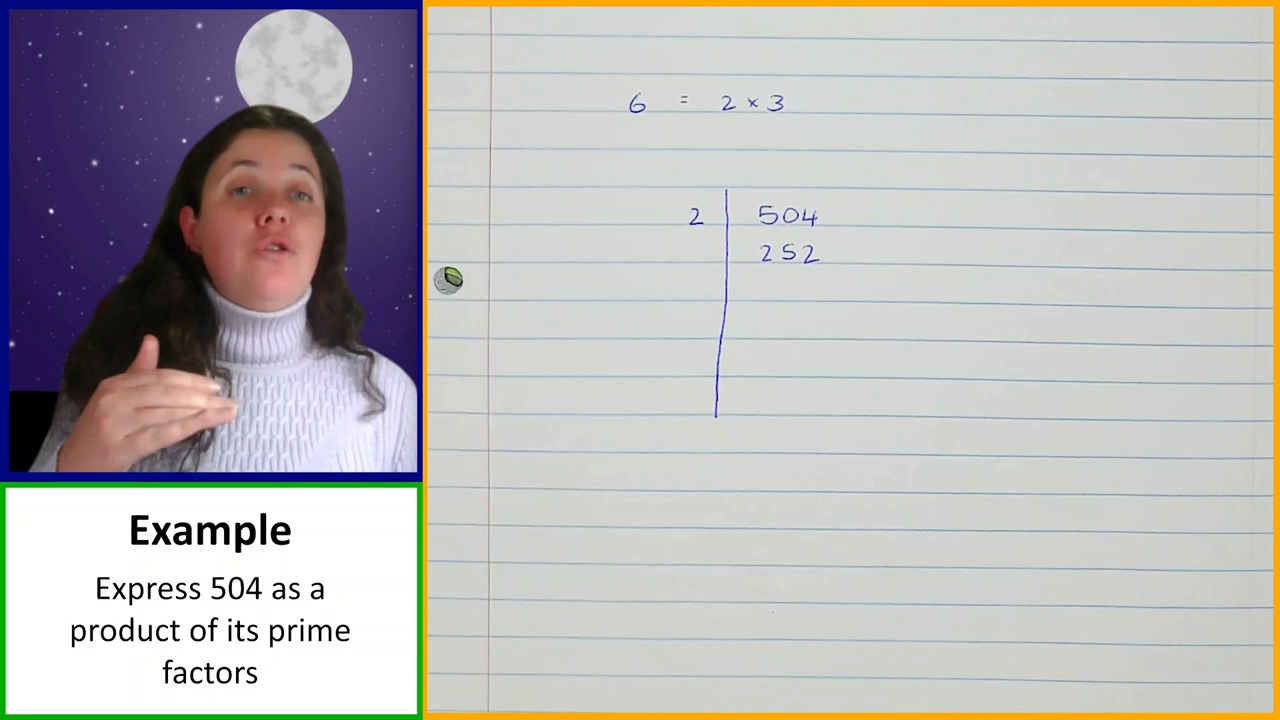 6 = 2 × 3
2 | 504
252
Example
Express 504 as a
product of its prime
factors